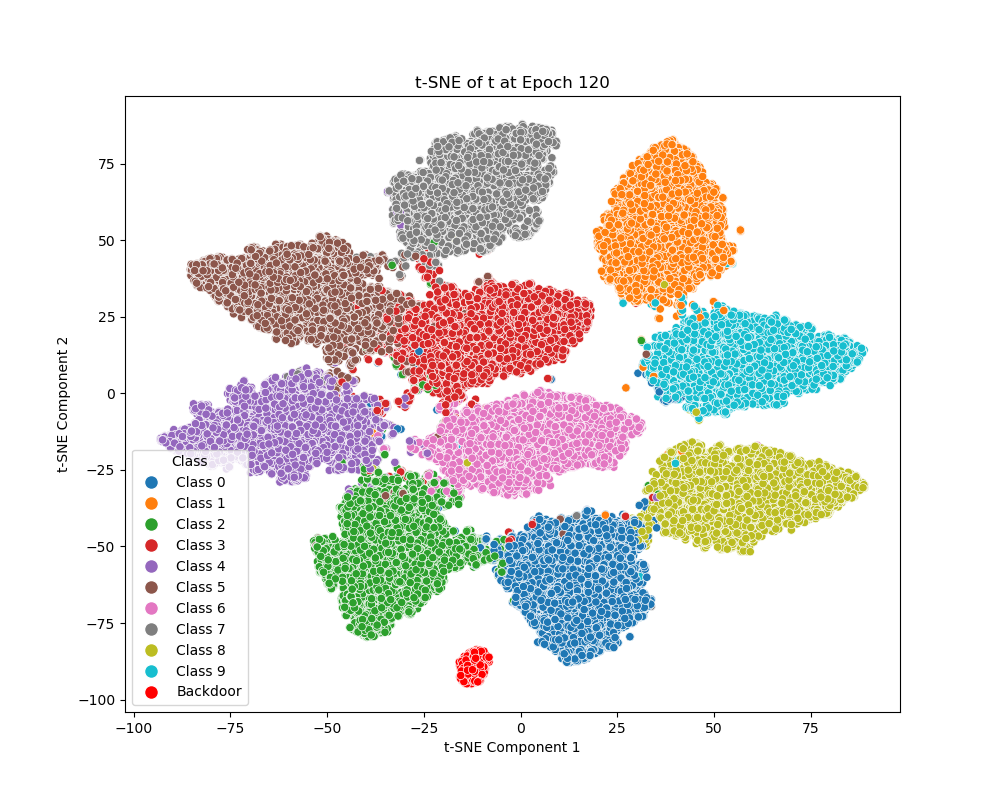 t-SNE of t at Epoch 120
75
50
25
0
−25
−50
−75
−100
t-SNE Component 2
Class
Class 0
Class 1
Class 2
Class 3
Class 4
Class 5
Class 6
Class 7
Class 8
Class 9
Backdoor
−100
−75
−50
−25
0
25
50
75
t-SNE Component 1